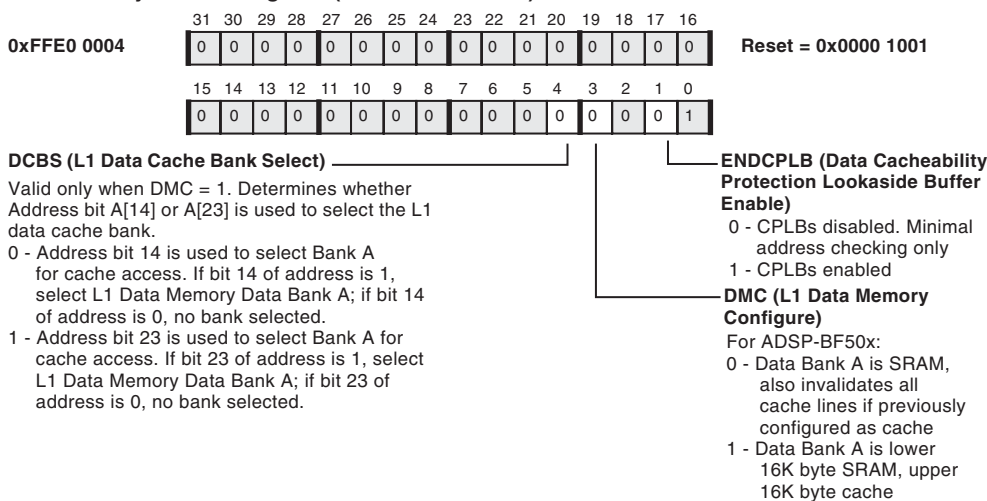 31 30 29 28 27 26 25 24 23 22 21 20 19 18 17 16
0xFFE0 0004
0 0 0 0 0 0 0 0 0 0 0 0 0 0 0 0
Reset = 0x0000 1001
15 14 13 12 11 10 9 8 7 6 5 4 3 2 1 0
0 0 0 0 0 0 0 0 0 0 0 0 0 0 0 1
DCBS (L1 Data Cache Bank Select)
Valid only when DMC = 1. Determines whether
Address bit A[14] or A[23] is used to select the L1
data cache bank.
0 - Address bit 14 is used to select Bank A
for cache access. If bit 14 of address is 1,
select L1 Data Memory Data Bank A; if bit 14
of address is 0, no bank selected.
1 - Address bit 23 is used to select Bank A for
cache access. If bit 23 of address is 1, select
L1 Data Memory Data Bank A; if bit 23 of
address is 0, no bank selected.
ENDCPLB (Data Cacheability
Protection Lookaside Buffer
Enable)
0 - CPLBs disabled. Minimal
address checking only
1 - CPLBs enabled
DMC (L1 Data Memory
Configure)
For ADSP-BF50x:
0 - Data Bank A is SRAM,
also invalidates all
cache lines if previously
configured as cache
1 - Data Bank A is lower
16K byte SRAM, upper
16K byte cache